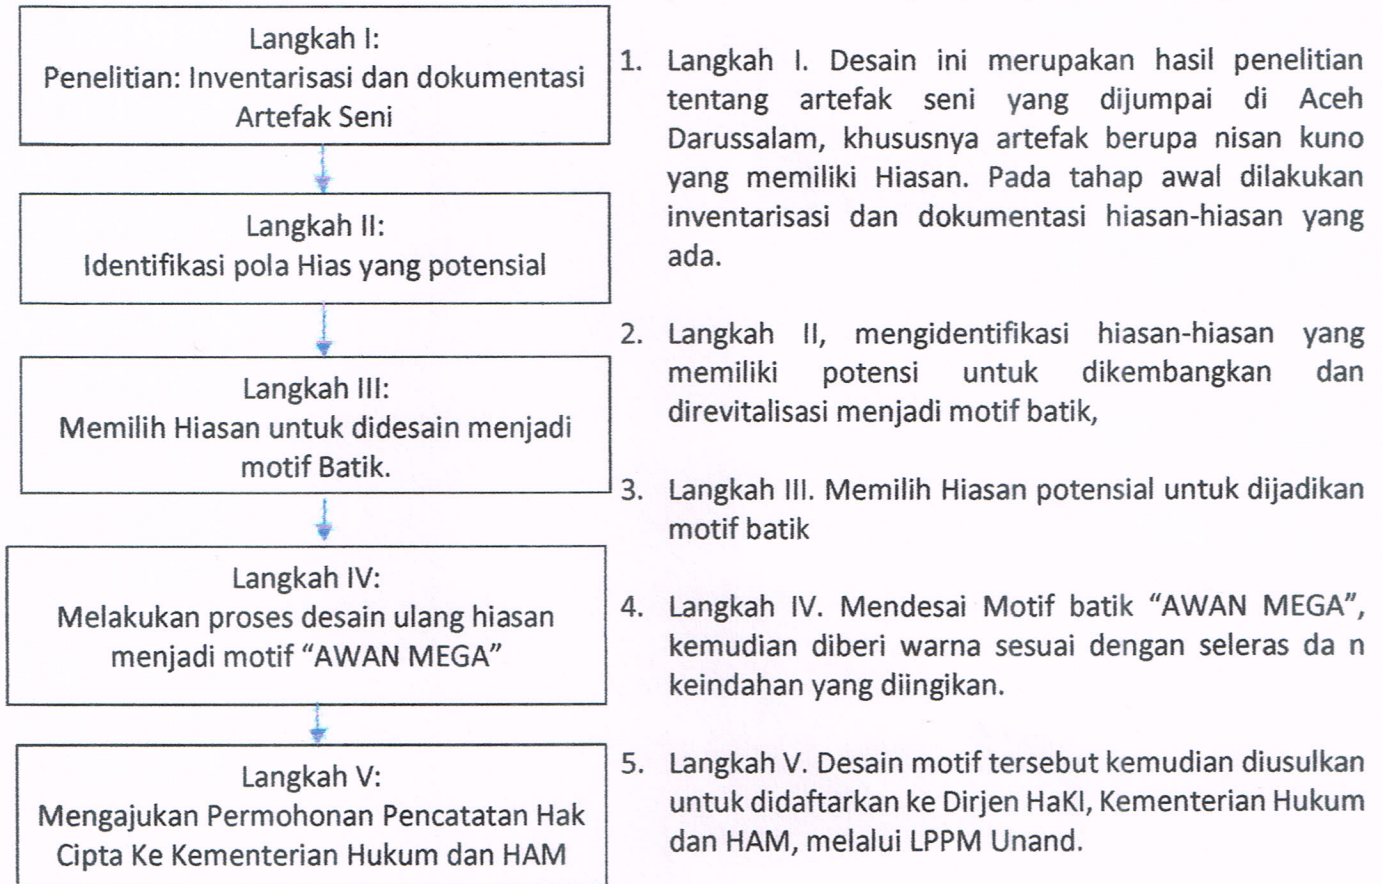 Langkah I:
Penelitian: Inventarisasi dan dokumentasi
Artefak Seni
Langkah II:
Identifikasi pola Hias yang potensial
Langkah III:
Memilih Hiasan untuk didesain menjadi
motif Batik.
Langkah IV:
Melakukan proses desain ulang hiasan
menjadi motif “AWAN MEGA”
Langkah V:
Mengajukan Permohonan Pencatatan Hak
Cipta Ke Kementerian Hukum dan HAM
1. Langkah I. Desain ini merupakan hasil penelitian
tentang artefak seni yang dijumpai di Aceh
Darussalam, khususnya artefak berupa nisan kuno
yang memiliki Hiasan. Pada tahap awal dilakukan
inventarisasi dan dokumentasi hiasan-hiasan yang
ada.
2. Langkah II, mengidentifikasi hiasan-hiasan yang
memiliki potensi untuk dikembangkan dan
direvitalisasi menjadi motif batik,
3. Langkah III. Memilih Hiasan potensial untuk dijadikan
motif batik
4. Langkah IV. Mendesai Motif batik “AWAN MEGA”,
kemudian diberi warna sesuai dengan seleras da n
keindahan yang diingikan.
5. Langkah V. Desain motif tersebut kemudian diusulkan
untuk didaftarkan ke Dirjen HaKI, Kementerian Hukum
dan HAM, melalui LPPM Unand.